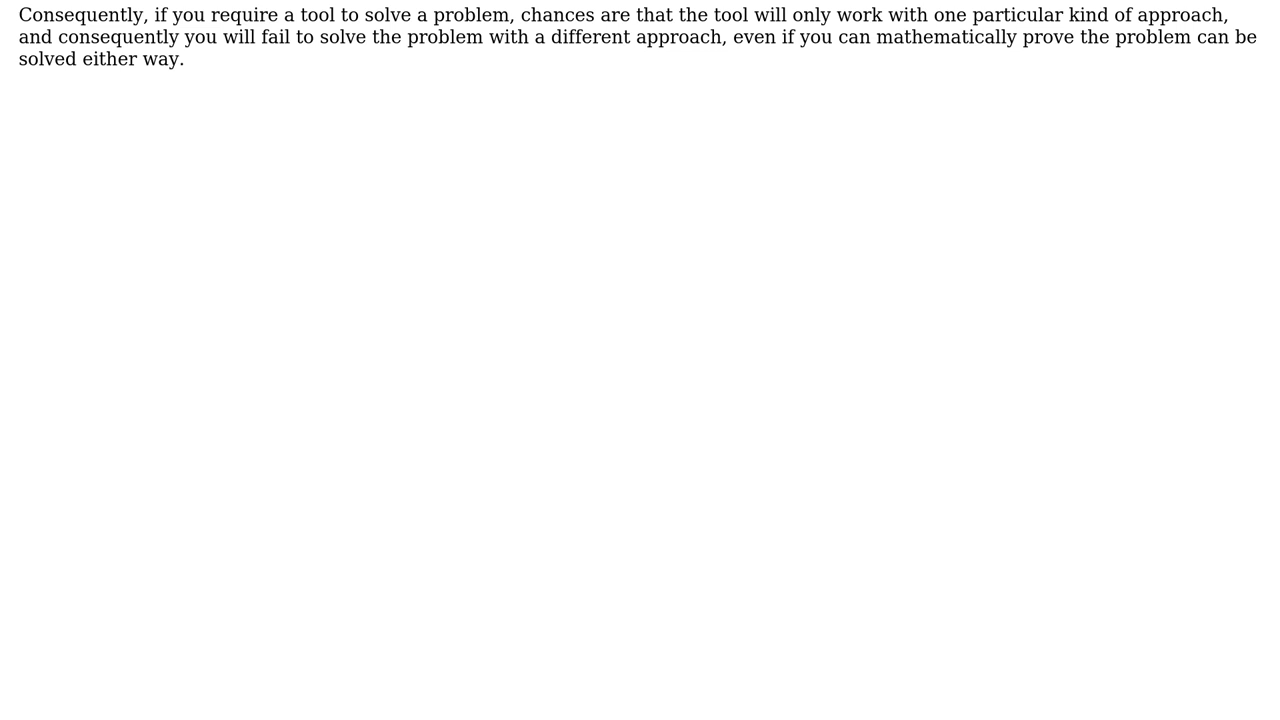 Consequently, if you require a tool to solve a problem, chances are that the tool will only work with one particular kind of approach,
and consequently you will fail to solve the problem with a different approach, even if you can mathematically prove the problem can be
solved either way.